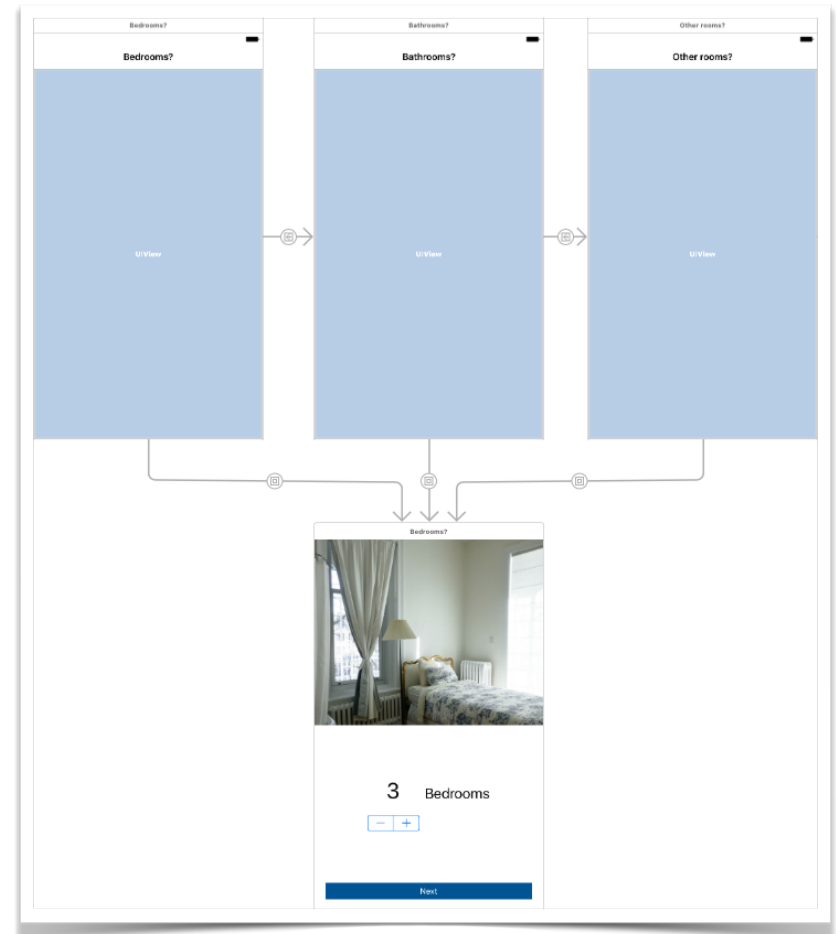 Bedrooms?
Bathrooms?
Other rooms?
Bedrooms?
Bathrooms?
Other rooms?
UIView
UIView
UIView
Bedrooms?
3 Bedrooms
− +
Next